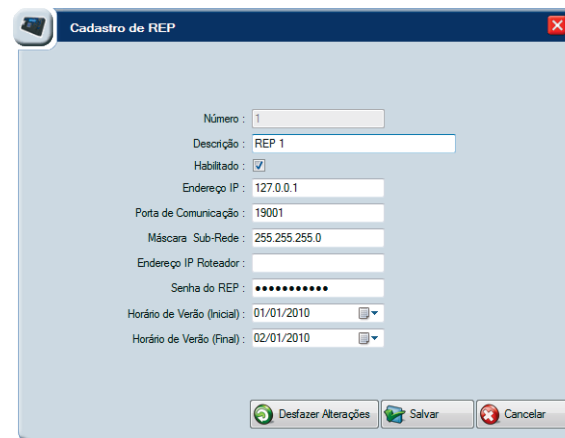 Cadastro de REP
Número : 1
Descrição : REP 1
Habilitado :
Endereço IP : 127.0.0.1
Porta de Comunicação : 19001
Máscara Sub-Rede : 255.255.255.0
Endereço IP Roteador :
Senha do REP : ●●●●●●●●●●●
Horário de Verão (Inicial) : 01/01/2010
Horário de Verão (Final) : 02/01/2010
Desfazer Alterações Salvar Cancelar